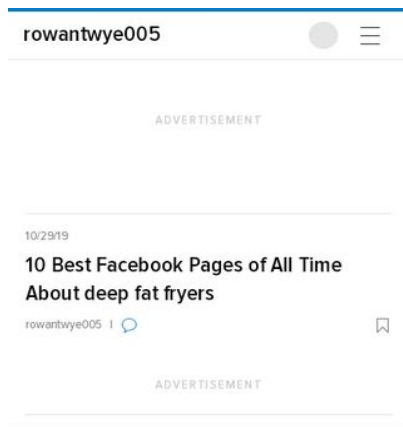 rowantwye005
ADVERTISEMENT
10/29/19
10 Best Facebook Pages of All Time
About deep fat fryers
rowantwye005 |
ADVERTISEMENT